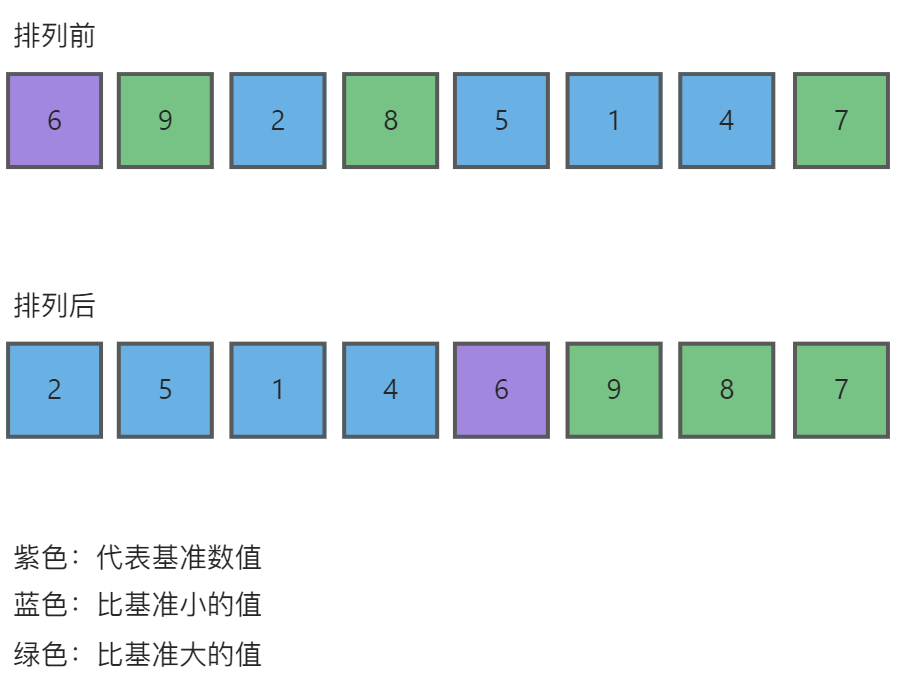 排列前
6 9 2 8 5 1 4 7
排列后
2 5 1 4 6 9 8 7
紫色：代表基准数值
蓝色：比基准小的值
绿色：比基准大的值